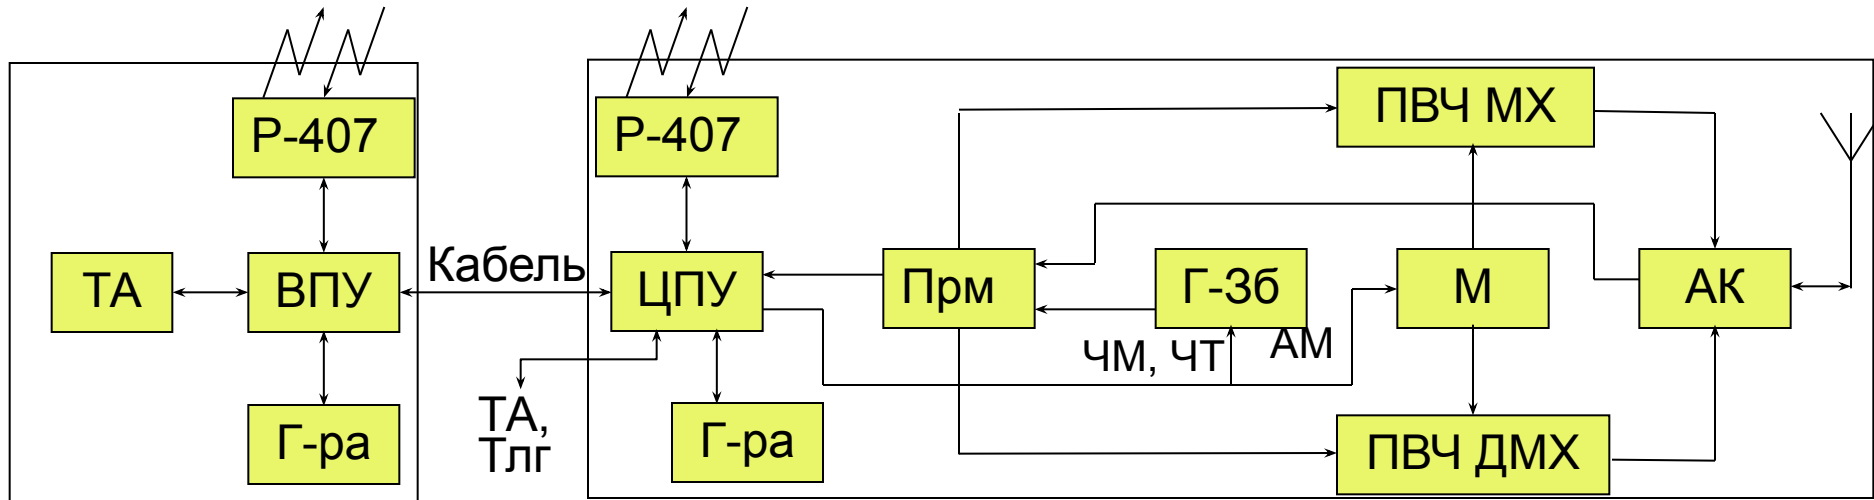 Р-407
Р-407
ПВЧ МХ
ТА
ВПУ
Кабель
ЦПУ
Прм
Г-3б
М
АК
ЧМ, ЧТ
АМ
ТА,
Тлг
Г-ра
Г-ра
ПВЧ ДМХ